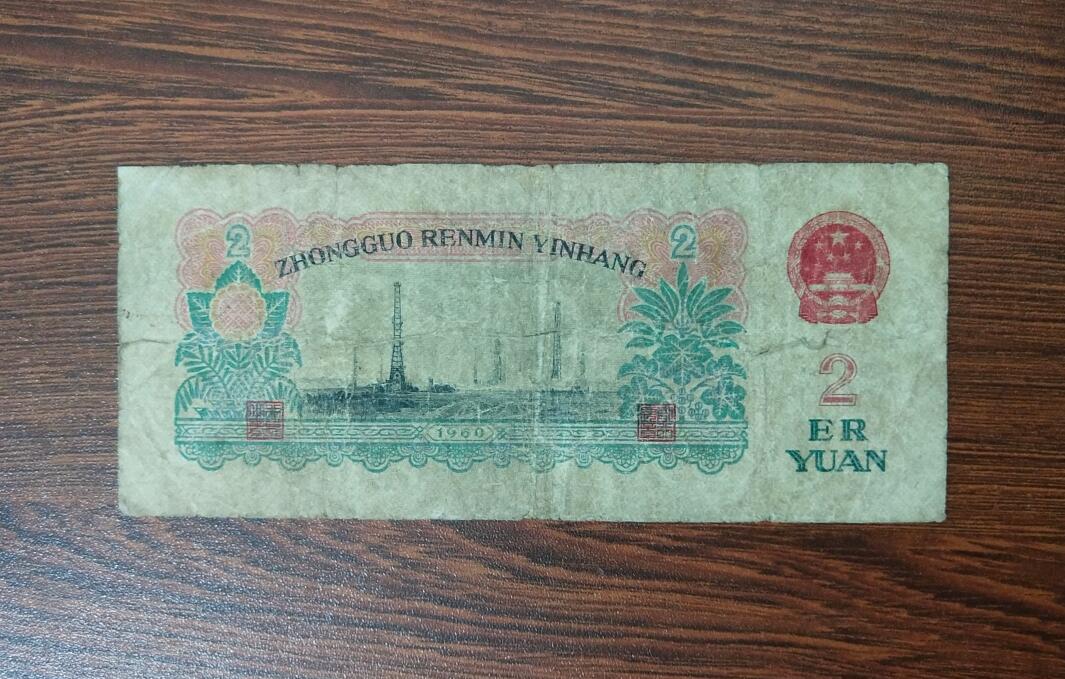 2
2
ZHONGGUO RENMIN YINHANG
1960
2
ER
YUAN